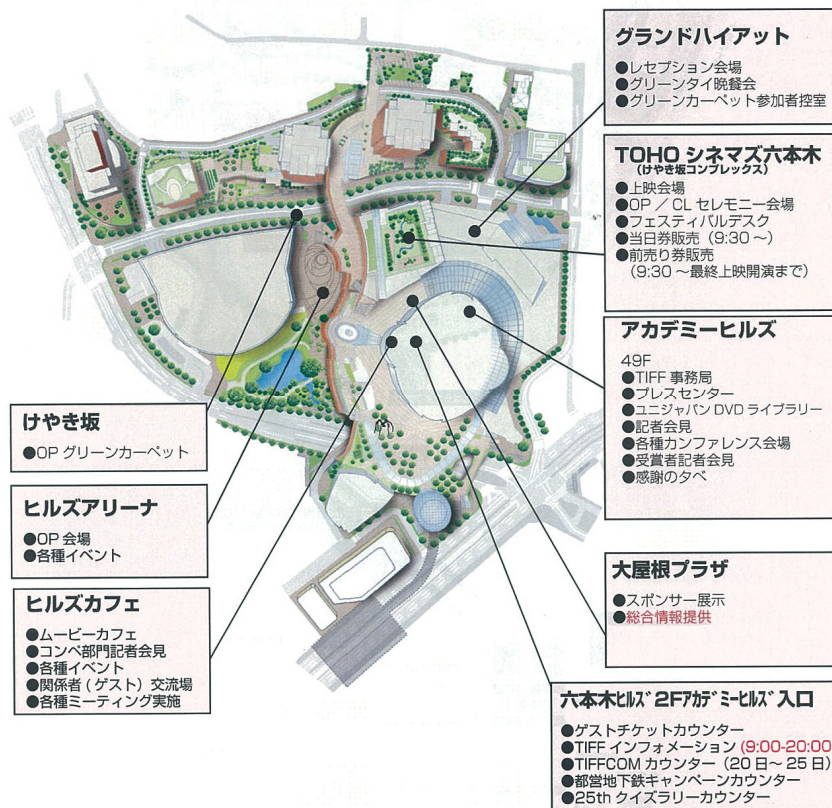 グランドハイアット
●レセプション会場
●グリーンタイ晩餐会
●グリーンカーペット参加者控室
TOHO シネマズ六本木
(けやき坂コンプレックス)
●上映会場
●OP / CL セレモニー会場
●フェスティバルデスク
●当日券販売 (9:30 ~)
●前売り券販売
(9:30 ~最終上映開演まで)
アカデミーヒルズ
49F
●TIFF 事務局
●プレスセンター
●ユニジャパン DVD ライブラリー
●記者会見
●各種カンファレンス会場
●受賞者記者会見
●感謝の夕べ
けやき坂
●OP グリーンカーペット
ヒルズアリーナ
●OP 会場
●各種イベント
ヒルズカフェ
●ムービーカフェ
●コンペ部門記者会見
●各種イベント
●関係者 (ゲスト) 交流場
●各種ミーティング実施
大屋根プラザ
●スポンサー展示
●総合情報提供
六本木ヒルズ 2Fアカデミーヒルズ 入口
●ゲストチケットカウンター
●TIFF インフォメーション (9:00-20:00
●TIFFCOM カウンター (20 日~ 25 日)
●都営地下鉄キャンペーンカウンター
●25th クイズラリーカウンター